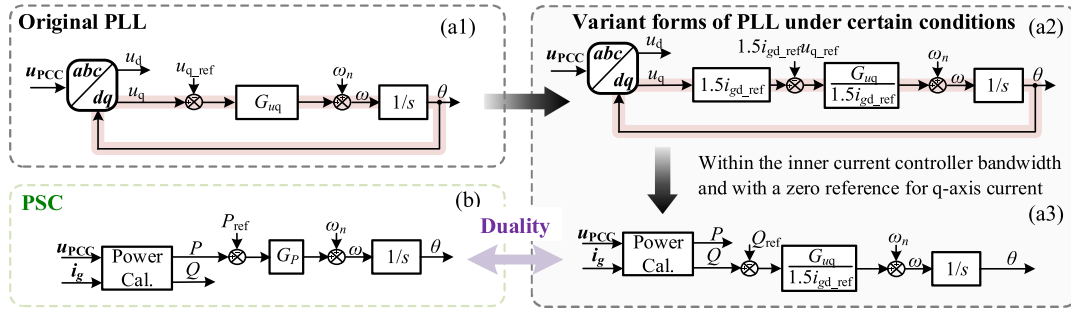 Original PLL
(a1)
u_PCC
abc
dq
u_d
u_q
u_q_ref
G_uq
ω_n
ω
1/s
θ
Variant forms of PLL under certain conditions
(a2)
u_PCC
abc
dq
u_d
u_q
1.5i_gd_ref
1.5i_gd_ref u_q_ref
G_uq
1.5i_gd_ref
ω_n
ω
1/s
θ
Within the inner current controller bandwidth
and with a zero reference for q-axis current
PSC
(b)
u_PCC
i_g
Power
Cal.
P
Q
P_ref
G_P
ω_n
ω
1/s
θ
Duality
(a3)
u_PCC
i_g
Power
Cal.
P
Q
Q_ref
G_uq
1.5i_gd_ref
ω_n
ω
1/s
θ